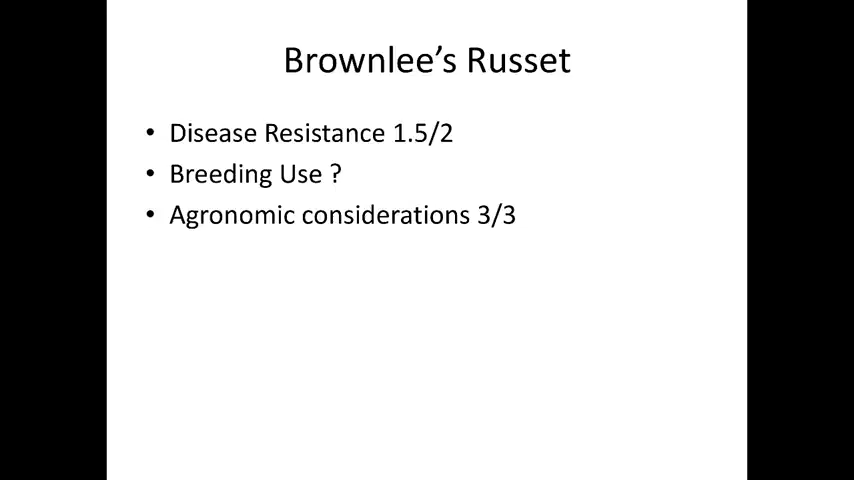 Brownlee’s Russet
• Disease Resistance 1.5/2
• Breeding Use ?
• Agronomic considerations 3/3